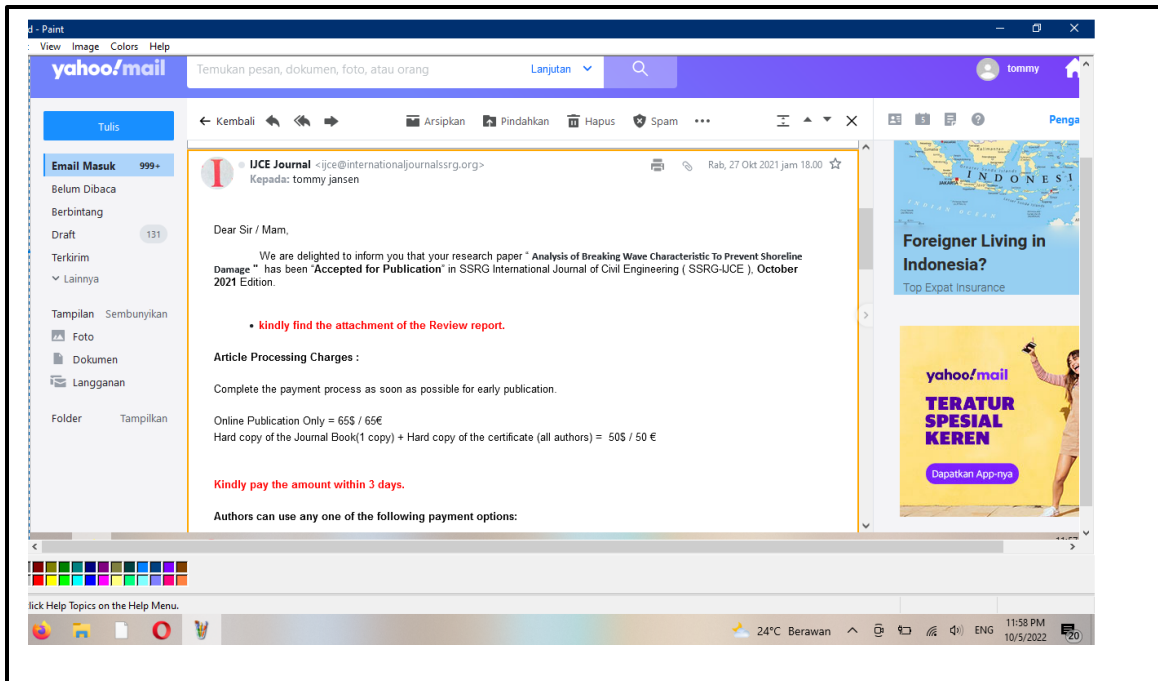 d - Paint
View Image Colors Help
yahoo!mail
Temukan pesan, dokumen, foto, atau orang
Lanjutan
tommy
Tulis
Kembali
Arsipkan
Pindahkan
Hapus
Spam
Penga
Email Masuk 999+
Belum Dibaca
Berbintang
Draft 131
Terkirim
Lainnya
Tampilan Sembunyikan
Foto
Dokumen
Langganan
Folder Tampilkan
IJCE Journal <ijce@internationaljournalssrg.org>
Rab, 27 Okt 2021 jam 18.00
Kepada: tommy jansen
Dear Sir / Mam,
We are delighted to inform you that your research paper “ Analysis of Breaking Wave Characteristic To Prevent Shoreline
Damage ” has been “Accepted for Publication” in SSRG International Journal of Civil Engineering ( SSRG-IJCE ), October
2021 Edition.
• kindly find the attachment of the Review report.
Article Processing Charges :
Complete the payment process as soon as possible for early publication.
Online Publication Only = 65$ / 65€
Hard copy of the Journal Book(1 copy) + Hard copy of the certificate (all authors) = 50$ / 50 €
Kindly pay the amount within 3 days.
Authors can use any one of the following payment options:
JAKARTA
INDONESI
Foreigner Living in
Indonesia?
Top Expat Insurance
yahoo!mail
TERATUR
SPESIAL
KEREN
Dapatkan App-nya
lick Help Topics on the Help Menu.
24°C Berawan
ENG
11:58 PM
10/5/2022
20